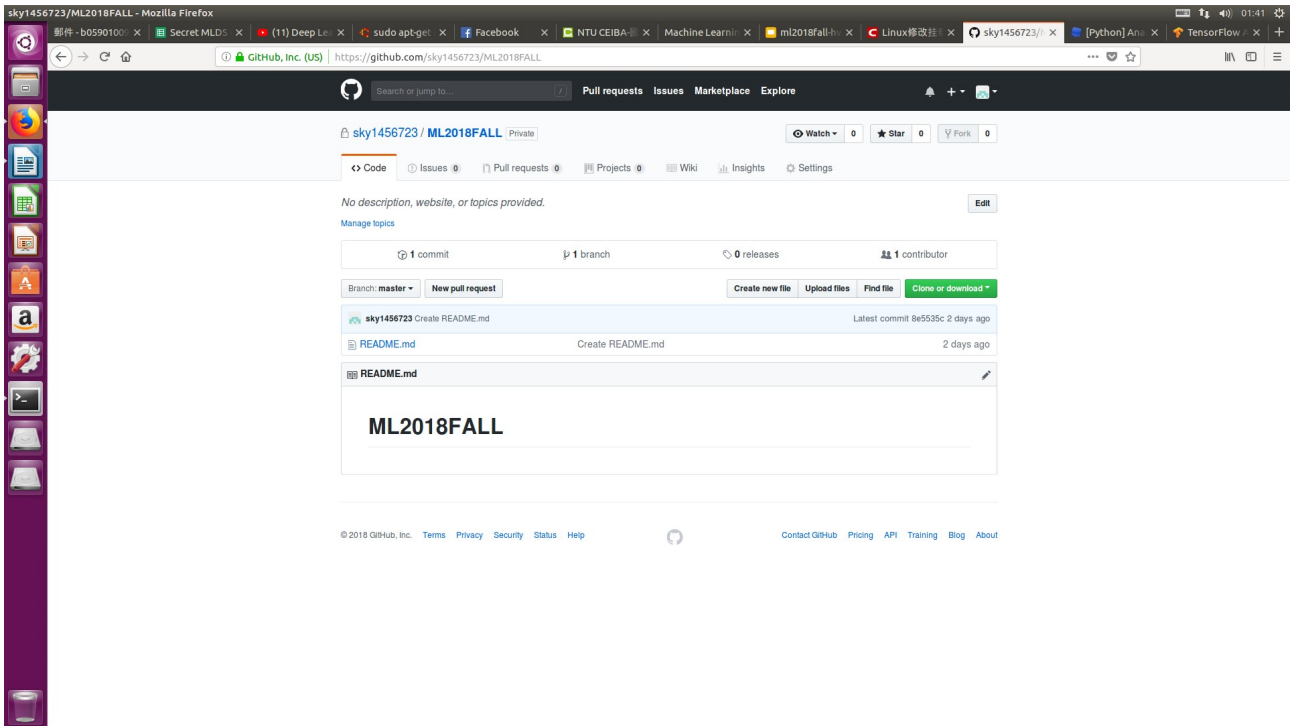 sky1456723/ML2018FALL - Mozilla Firefox
01:41
郵件 - b05901009
Secret MLDS
(11) Deep Le
sudo apt-get
Facebook
NTU CEIBA-
Machine Learnin
ml2018fall-h
Linux修改挂
sky1456723/
[Python] Ana
TensorFlow A
GitHub, Inc. (US)
https://github.com/sky1456723/ML2018FALL
Search or jump to...
/
Pull requests Issues Marketplace Explore
sky1456723 / ML2018FALL Private
Watch 0 Star 0 Fork 0
Code Issues 0 Pull requests 0 Projects 0 Wiki Insights Settings
No description, website, or topics provided.
Edit
Manage topics
1 commit 1 branch 0 releases 1 contributor
Branch: master New pull request Create new file Upload files Find file Clone or download
sky1456723 Create README.md Latest commit 8e5535c 2 days ago
README.md Create README.md 2 days ago
README.md
ML2018FALL
© 2018 GitHub, Inc. Terms Privacy Security Status Help Contact GitHub Pricing API Training Blog About